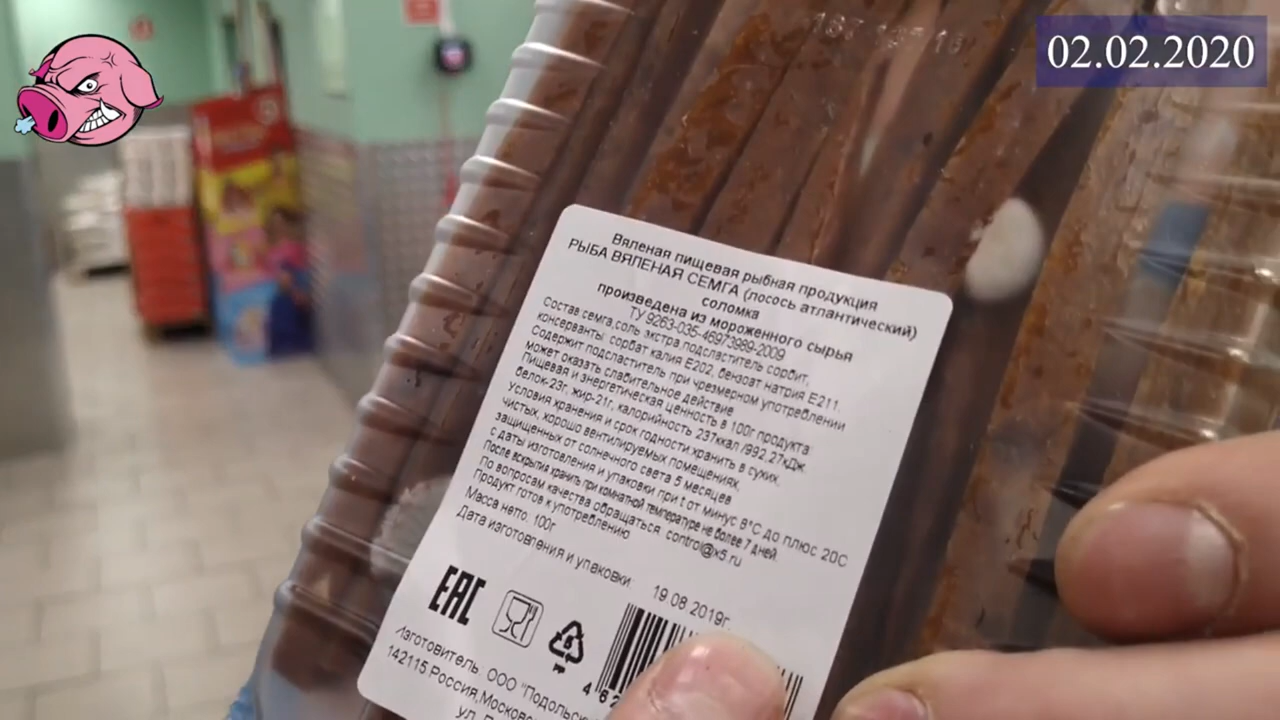 02.02.2020
Вяленая пищевая рыбная продукция
РЫБА ВЯЛЕНАЯ СЕМГА (лосось атлантический)
соломка
произведена из мороженного сырья
ТУ 9263-035-46973989-2009
Состав семга,соль экстра,подсластитель сорбит,
консерванты: сорбат калия Е202, бензоат натрия Е211.
Содержит подсластитель при чрезмерном употреблении
может оказать слабительное действие
Пищевая и энергетическая ценность в 100г продукта
белок-23г, жир-21г, калорийность 237ккал /992,27кДж
Условия хранения и срок годности:хранить в сухих.
чистых, хорошо вентилируемых помещениях,
защищенных от солнечного света 5 месяцев
с даты изготовления и упаковки при t от минус 8°С до плюс 20С
После вскрытия хранить при комнатной температуре не более 7 дней
По вопросам качества обращаться control@x5.ru
Продукт готов к употреблению
Масса нетто: 100г
Дата изготовления и упаковки 19 08 2019г
ЕАС
PP
Изготовитель ООО "Подольск
142115 Россия,Москов
ул.